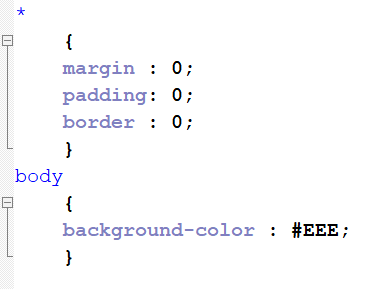 *
{
margin : 0;
padding: 0;
border : 0;
}
body
{
background-color : #EEE;
}